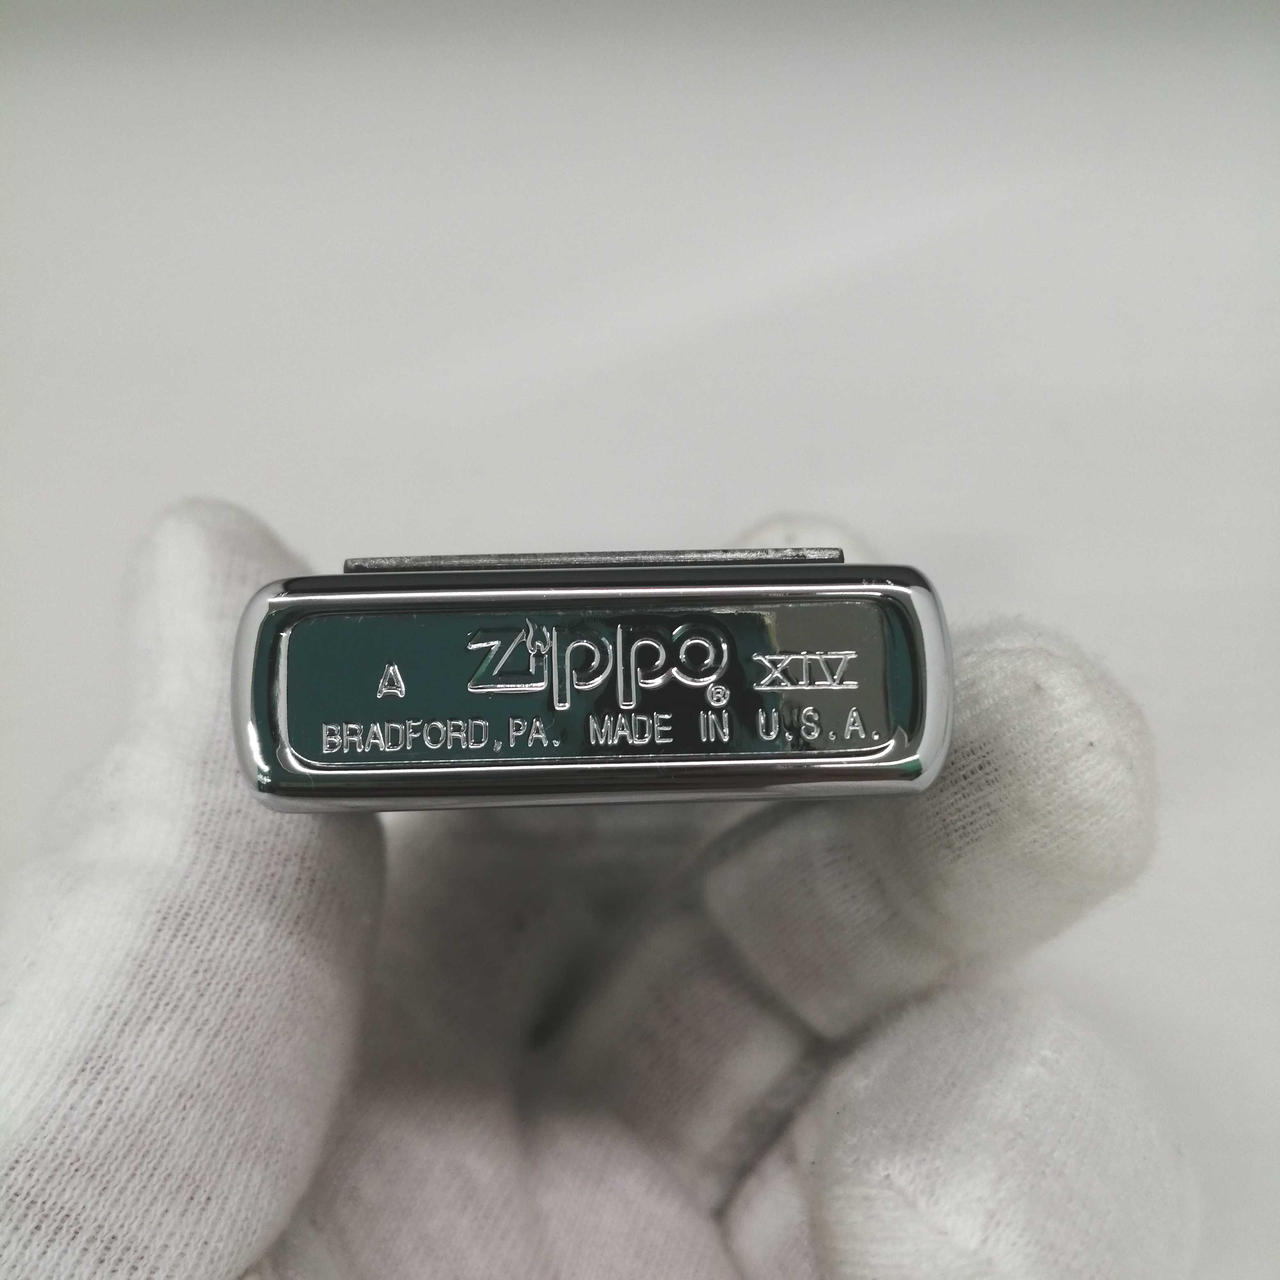 A Zippo® XIV
BRADFORD, PA. MADE IN U.S.A.